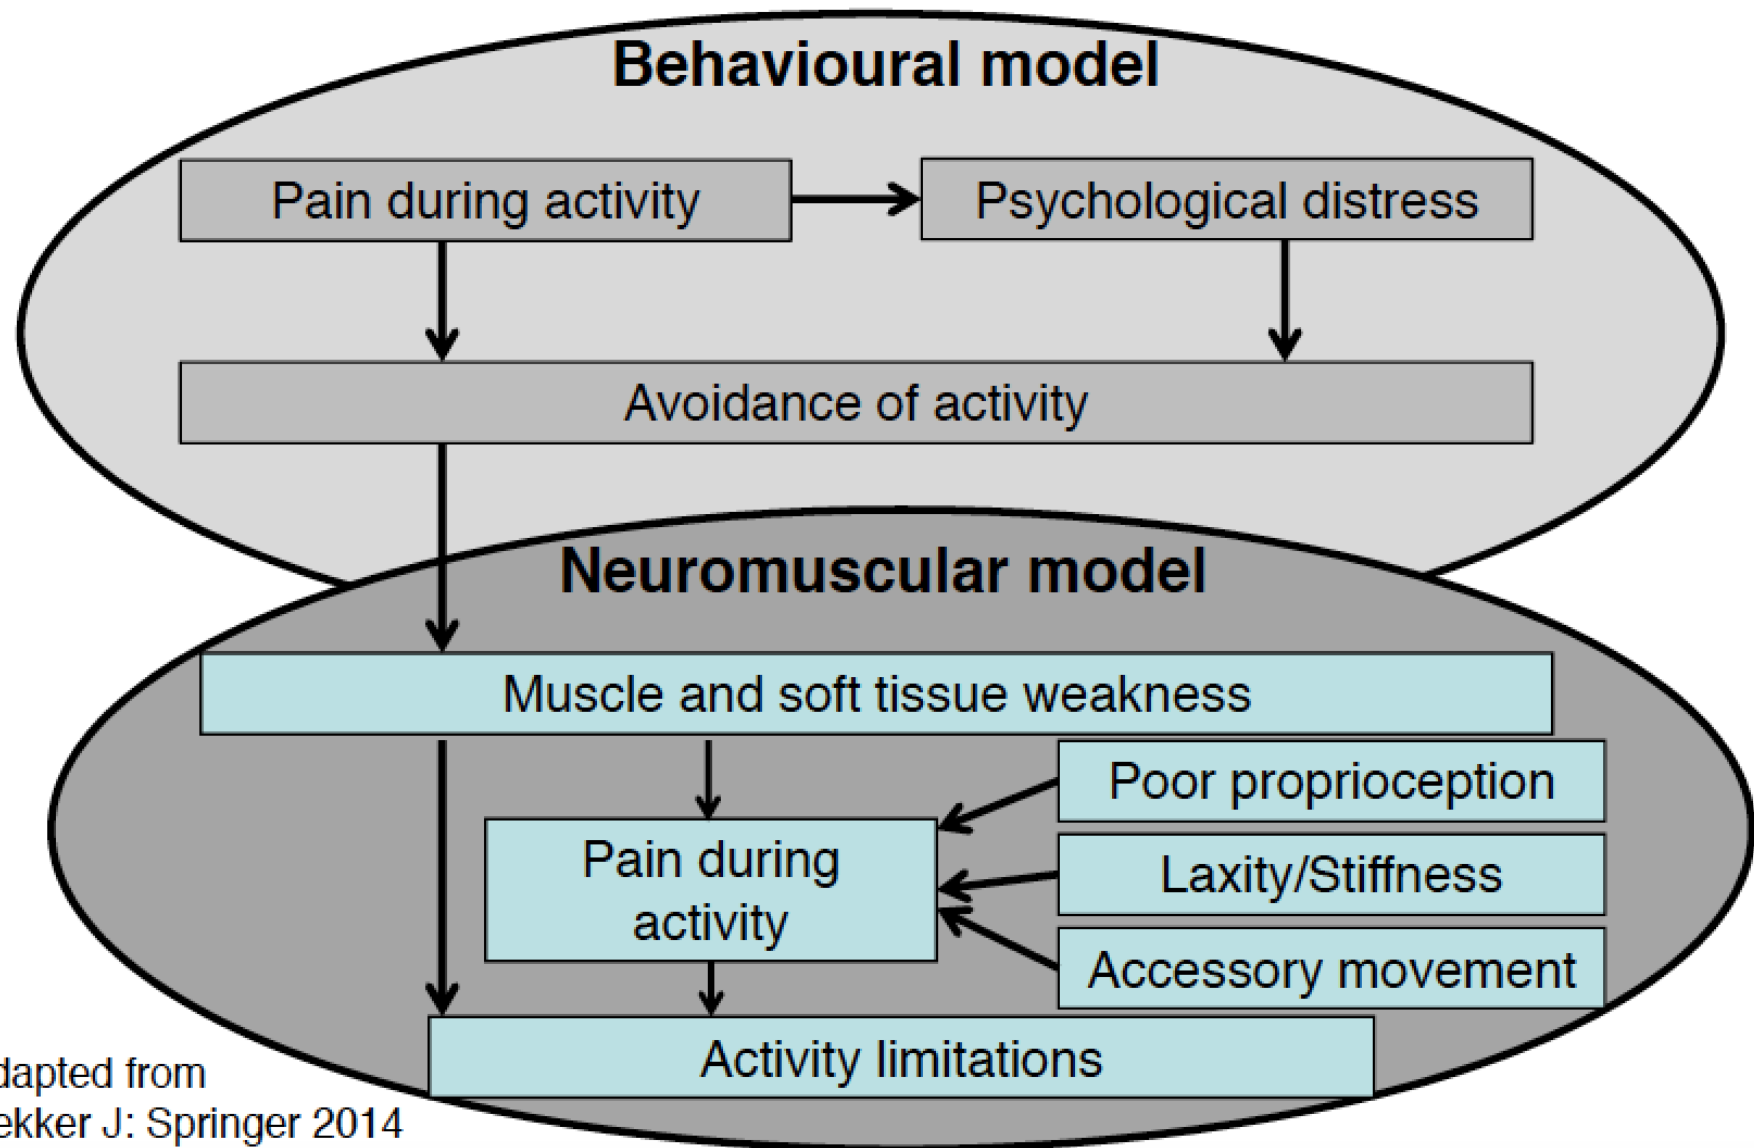 Behavioural model
Pain during activity
Psychological distress
Avoidance of activity
Neuromuscular model
Muscle and soft tissue weakness
Poor proprioception
Pain during
activity
Laxity/Stiffness
Accessory movement
Activity limitations
dapted from
ekker J: Springer 2014